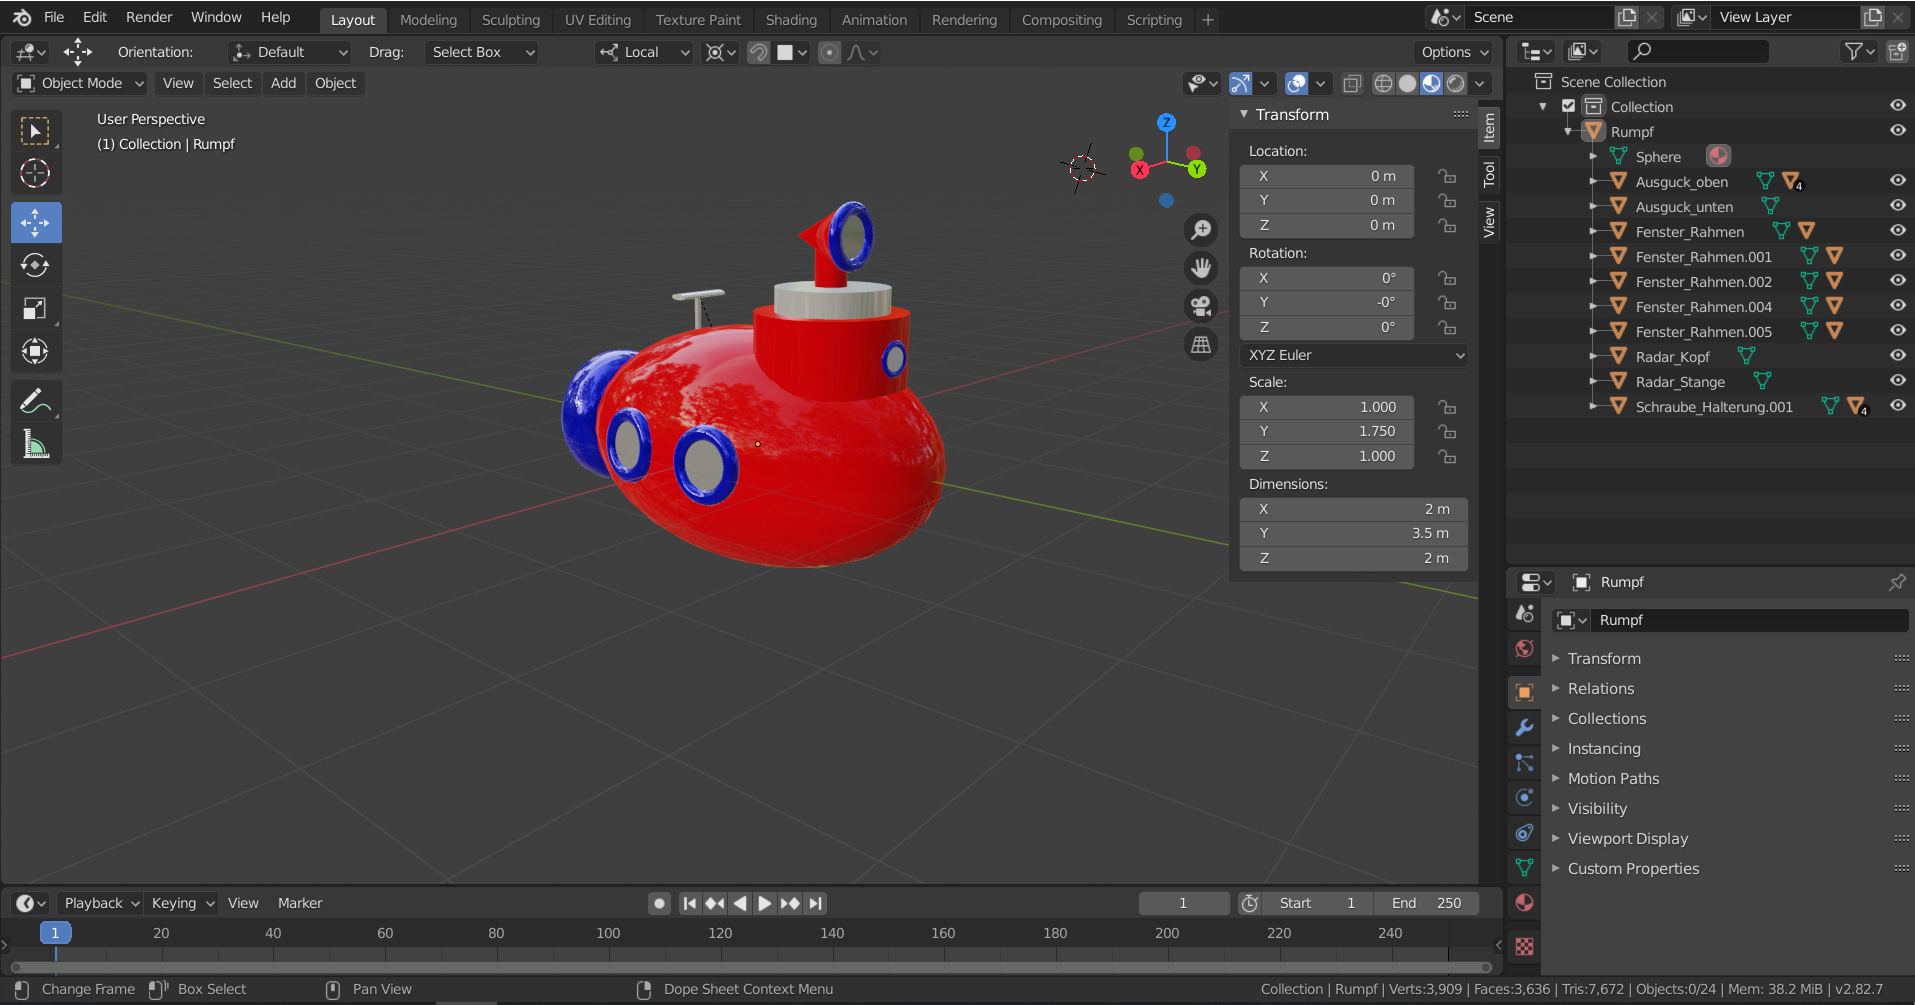 File Edit Render Window Help Layout Modeling Sculpting UV Editing Texture Paint Shading Animation Rendering Compositing Scripting + Scene View Layer
Orientation: Default Drag: Select Box Local Options
Object Mode View Select Add Object
User Perspective
(1) Collection | Rumpf
Z
X
Y
Transform
Location:
X 0 m
Y 0 m
Z 0 m
Rotation:
X 0°
Y -0°
Z 0°
XYZ Euler
Scale:
X 1.000
Y 1.750
Z 1.000
Dimensions:
X 2 m
Y 3.5 m
Z 2 m
Item
Tool
View
Scene Collection
Collection
Rumpf
Sphere
Ausguck_oben 4
Ausguck_unten
Fenster_Rahmen
Fenster_Rahmen.001
Fenster_Rahmen.002
Fenster_Rahmen.004
Fenster_Rahmen.005
Radar_Kopf
Radar_Stange
Schraube_Halterung.001 4
Rumpf
Rumpf
Transform
Relations
Collections
Instancing
Motion Paths
Visibility
Viewport Display
Custom Properties
Playback Keying View Marker 1 Start 1 End 250
1 20 40 60 80 100 120 140 160 180 200 220 240
Change Frame Box Select Pan View Dope Sheet Context Menu Collection | Rumpf | Verts:3,909 | Faces:3,636 | Tris:7,672 | Objects:0/24 | Mem: 38.2 MiB | v2.82.7